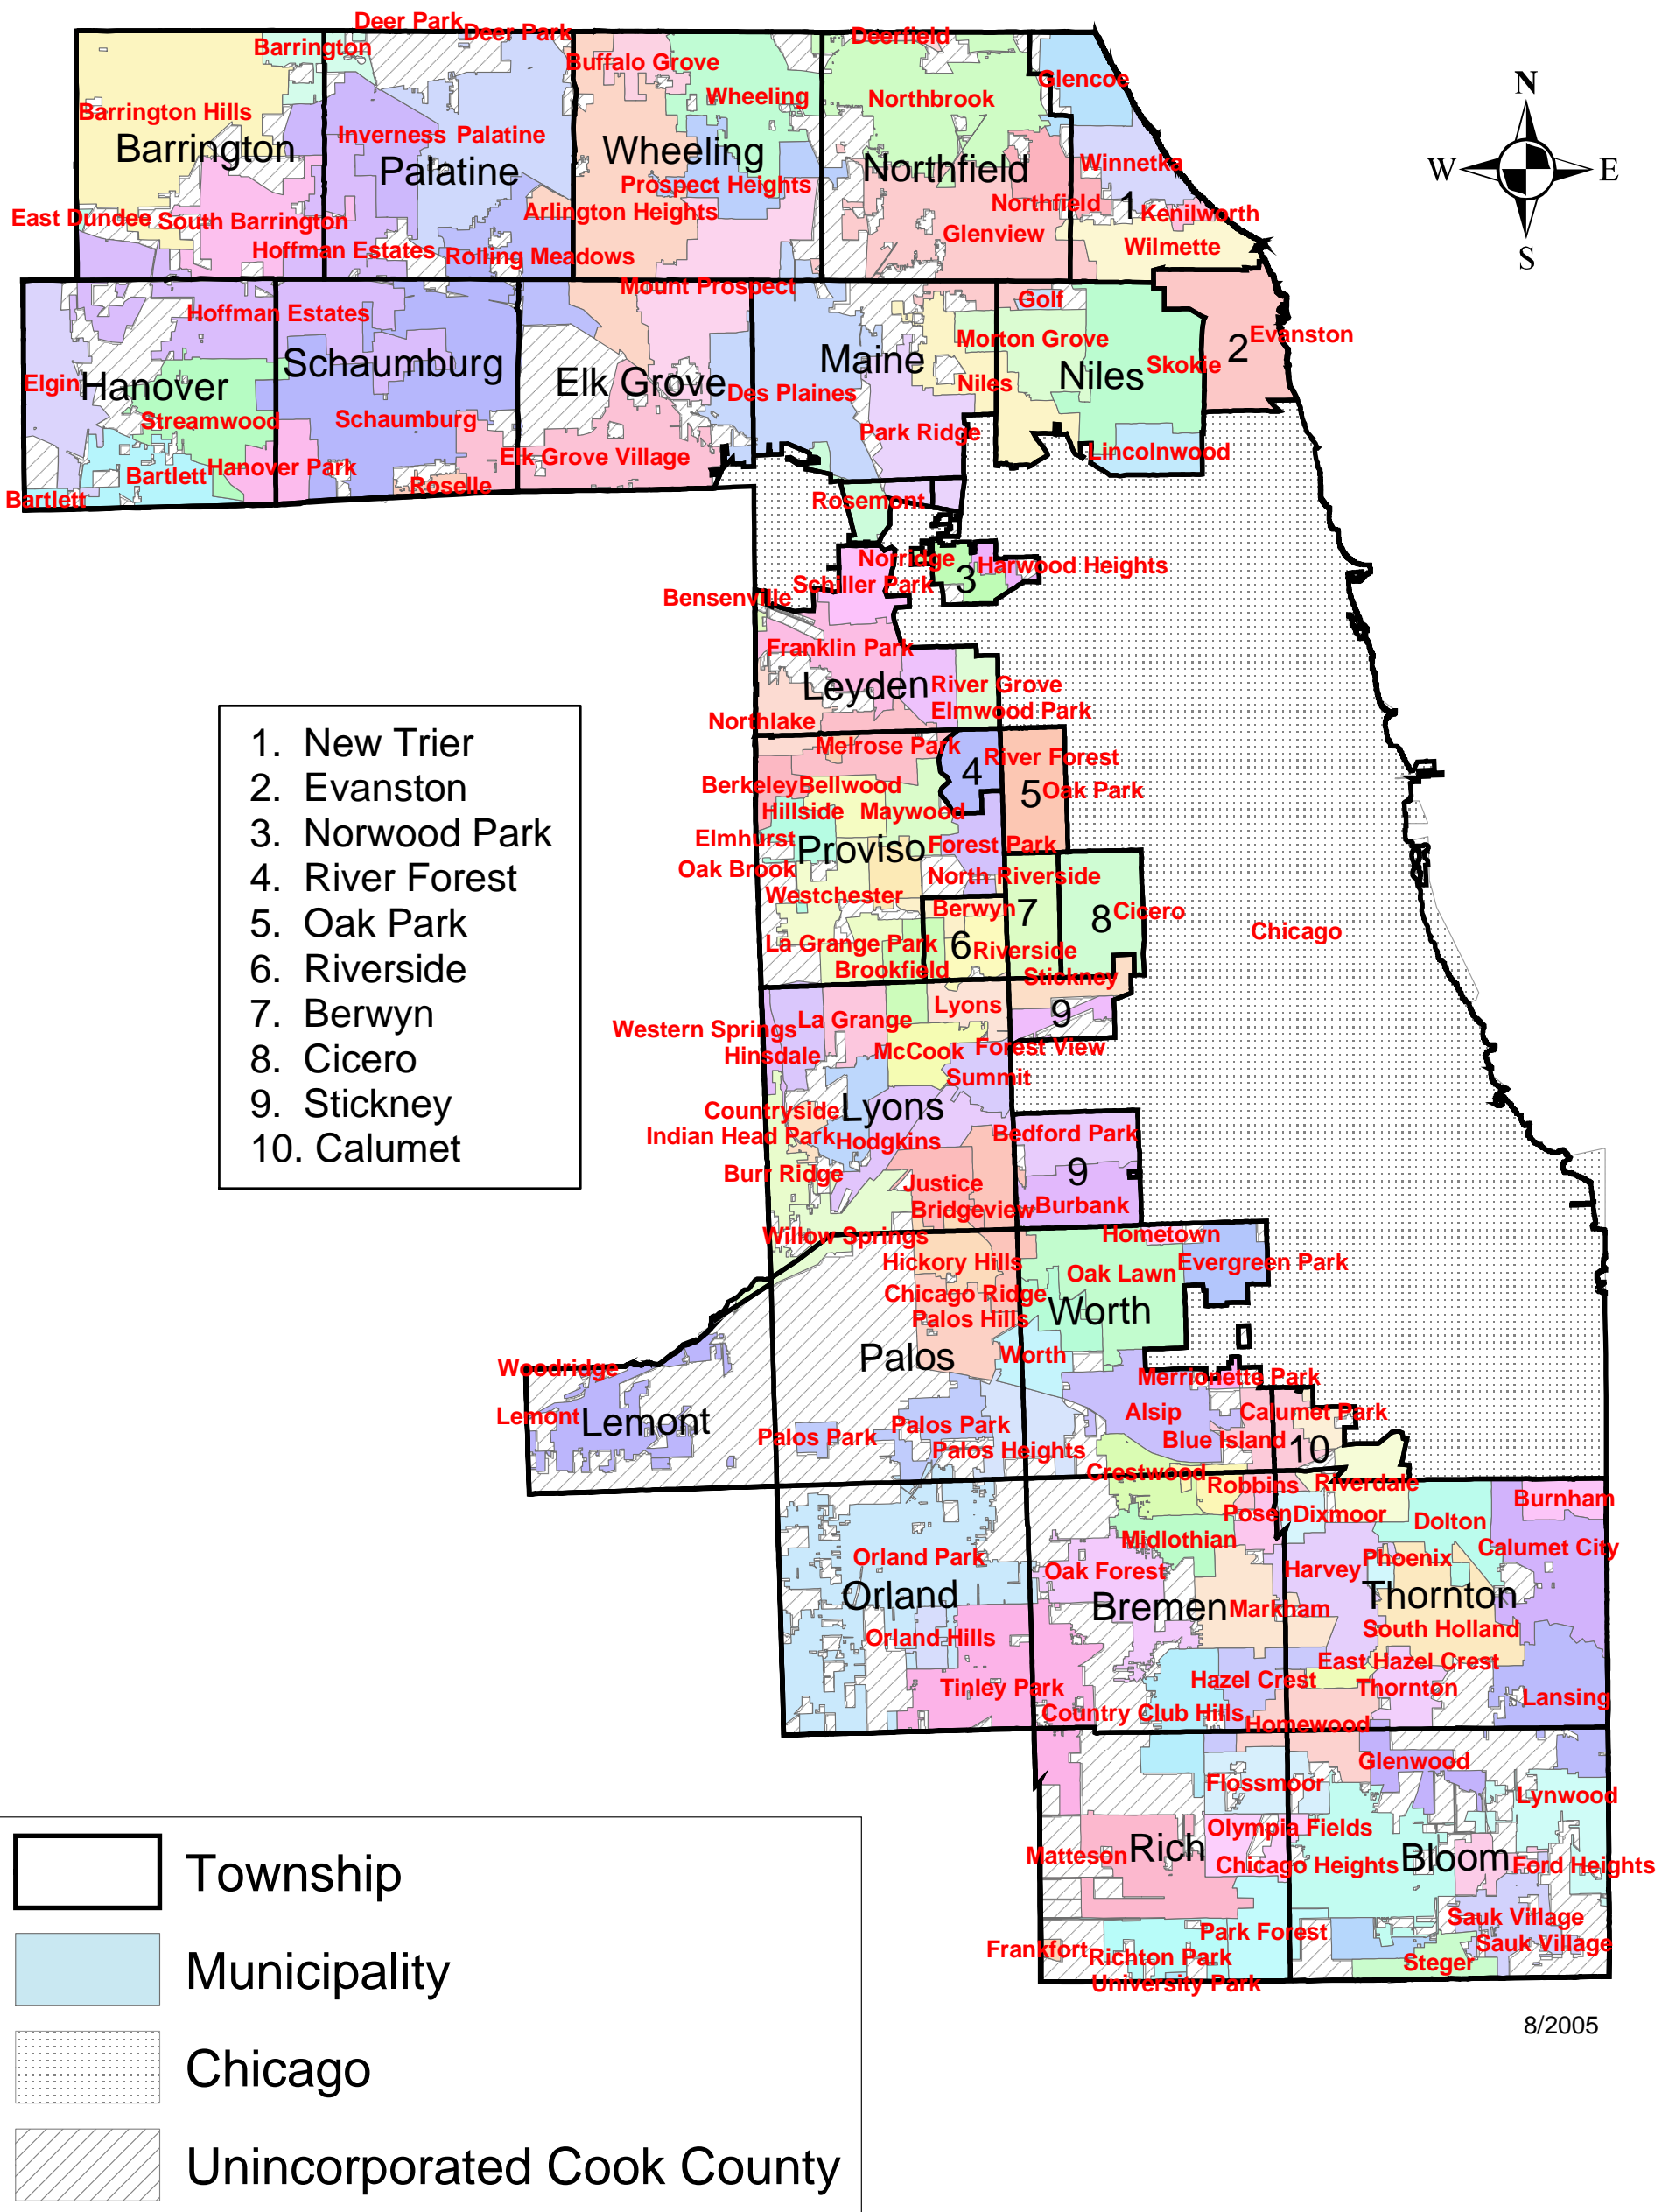 Deer Park
Deer Park
Deerfield
Barrington
Buffalo Grove
Glencoe
Wheeling
Northbrook
Barrington Hills
Inverness
Palatine
Barrington
Palatine
Wheeling
Northfield
Winnetka
N
W
E
S
Prospect Heights
Northfield
1
Kenilworth
East Dundee
South Barrington
Arlington Heights
Glenview
Wilmette
Hoffman Estates
Rolling Meadows
Mount Prospect
Golf
Hoffman Estates
Morton Grove
2
Evanston
Schaumburg
Maine
Niles
Skokie
Elgin
Hanover
Elk Grove
Des Plaines
Niles
Streamwood
Schaumburg
Park Ridge
Lincolnwood
Bartlett
Hanover Park
Elk Grove Village
Roselle
Bartlett
Rosemont
Norridge
3
Harwood Heights
Schiller Park
Bensenville
Franklin Park
Leyden
River Grove
Elmwood Park
Northlake
1. New Trier
2. Evanston
3. Norwood Park
4. River Forest
5. Oak Park
6. Riverside
7. Berwyn
8. Cicero
9. Stickney
10. Calumet
Melrose Park
River Forest
4
Berkeley
Bellwood
5
Oak Park
Hillside
Maywood
Elmhurst
Proviso
Forest Park
Oak Brook
North Riverside
Westchester
Berwyn
7
8
Cicero
Chicago
La Grange Park
6
Riverside
Brookfield
Stickney
Lyons
9
Western Springs
La Grange
Hinsdale
McCook
Forest View
Summit
Countryside
Lyons
Indian Head Park
Hodgkins
Bedford Park
9
Burr Ridge
Justice
Bridgeview
Burbank
Willow Springs
Hometown
Hickory Hills
Evergreen Park
Oak Lawn
Chicago Ridge
Palos Hills
Worth
Palos
Worth
Woodridge
Merrionette Park
Lemont
Lemont
Palos Park
Palos Park
Palos Heights
Alsip
Calumet Park
Blue Island
10
Crestwood
Robbins
Riverdale
Burnham
Posen
Dixmoor
Dolton
Midlothian
Calumet City
Orland Park
Oak Forest
Harvey
Phoenix
Orland
Bremen
Markham
Thornton
South Holland
Orland Hills
East Hazel Crest
Hazel Crest
Thornton
Tinley Park
Lansing
Country Club Hills
Homewood
Glenwood
Flossmoor
Lynwood
Olympia Fields
Matteson
Rich
Chicago Heights
Bloom
Ford Heights
Sauk Village
Park Forest
Sauk Village
Frankfort
Richton Park
Steger
University Park
8/2005
Township
Municipality
Chicago
Unincorporated Cook County